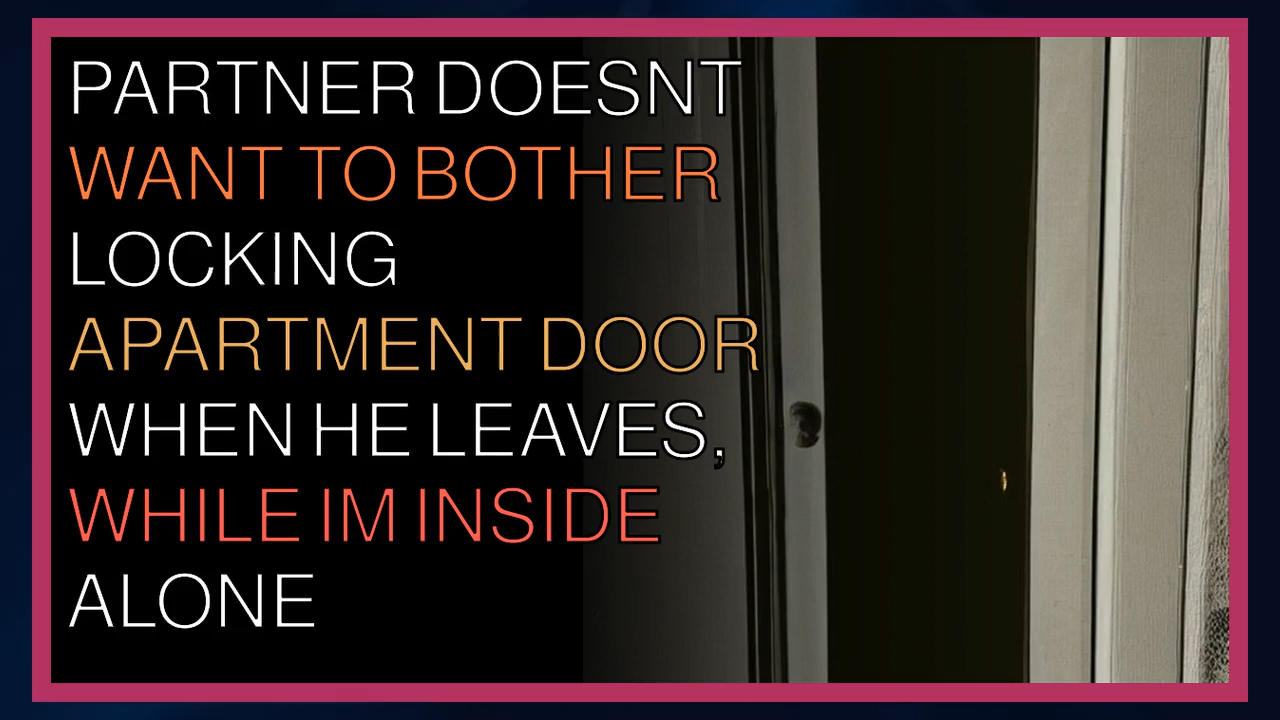 PARTNER DOESNT
WANT TO BOTHER
LOCKING
APARTMENT DOOR
WHEN HE LEAVES,
WHILE IM INSIDE
ALONE